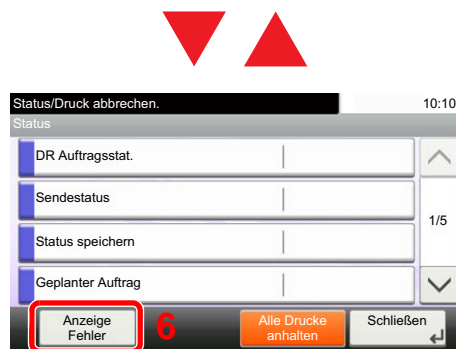 Status/Druck abbrechen.
10:10
Status
DR Auftragsstat.
Sendestatus
1/5
Status speichern
Geplanter Auftrag
Anzeige
Fehler
6
Alle Drucke
anhalten
Schließen